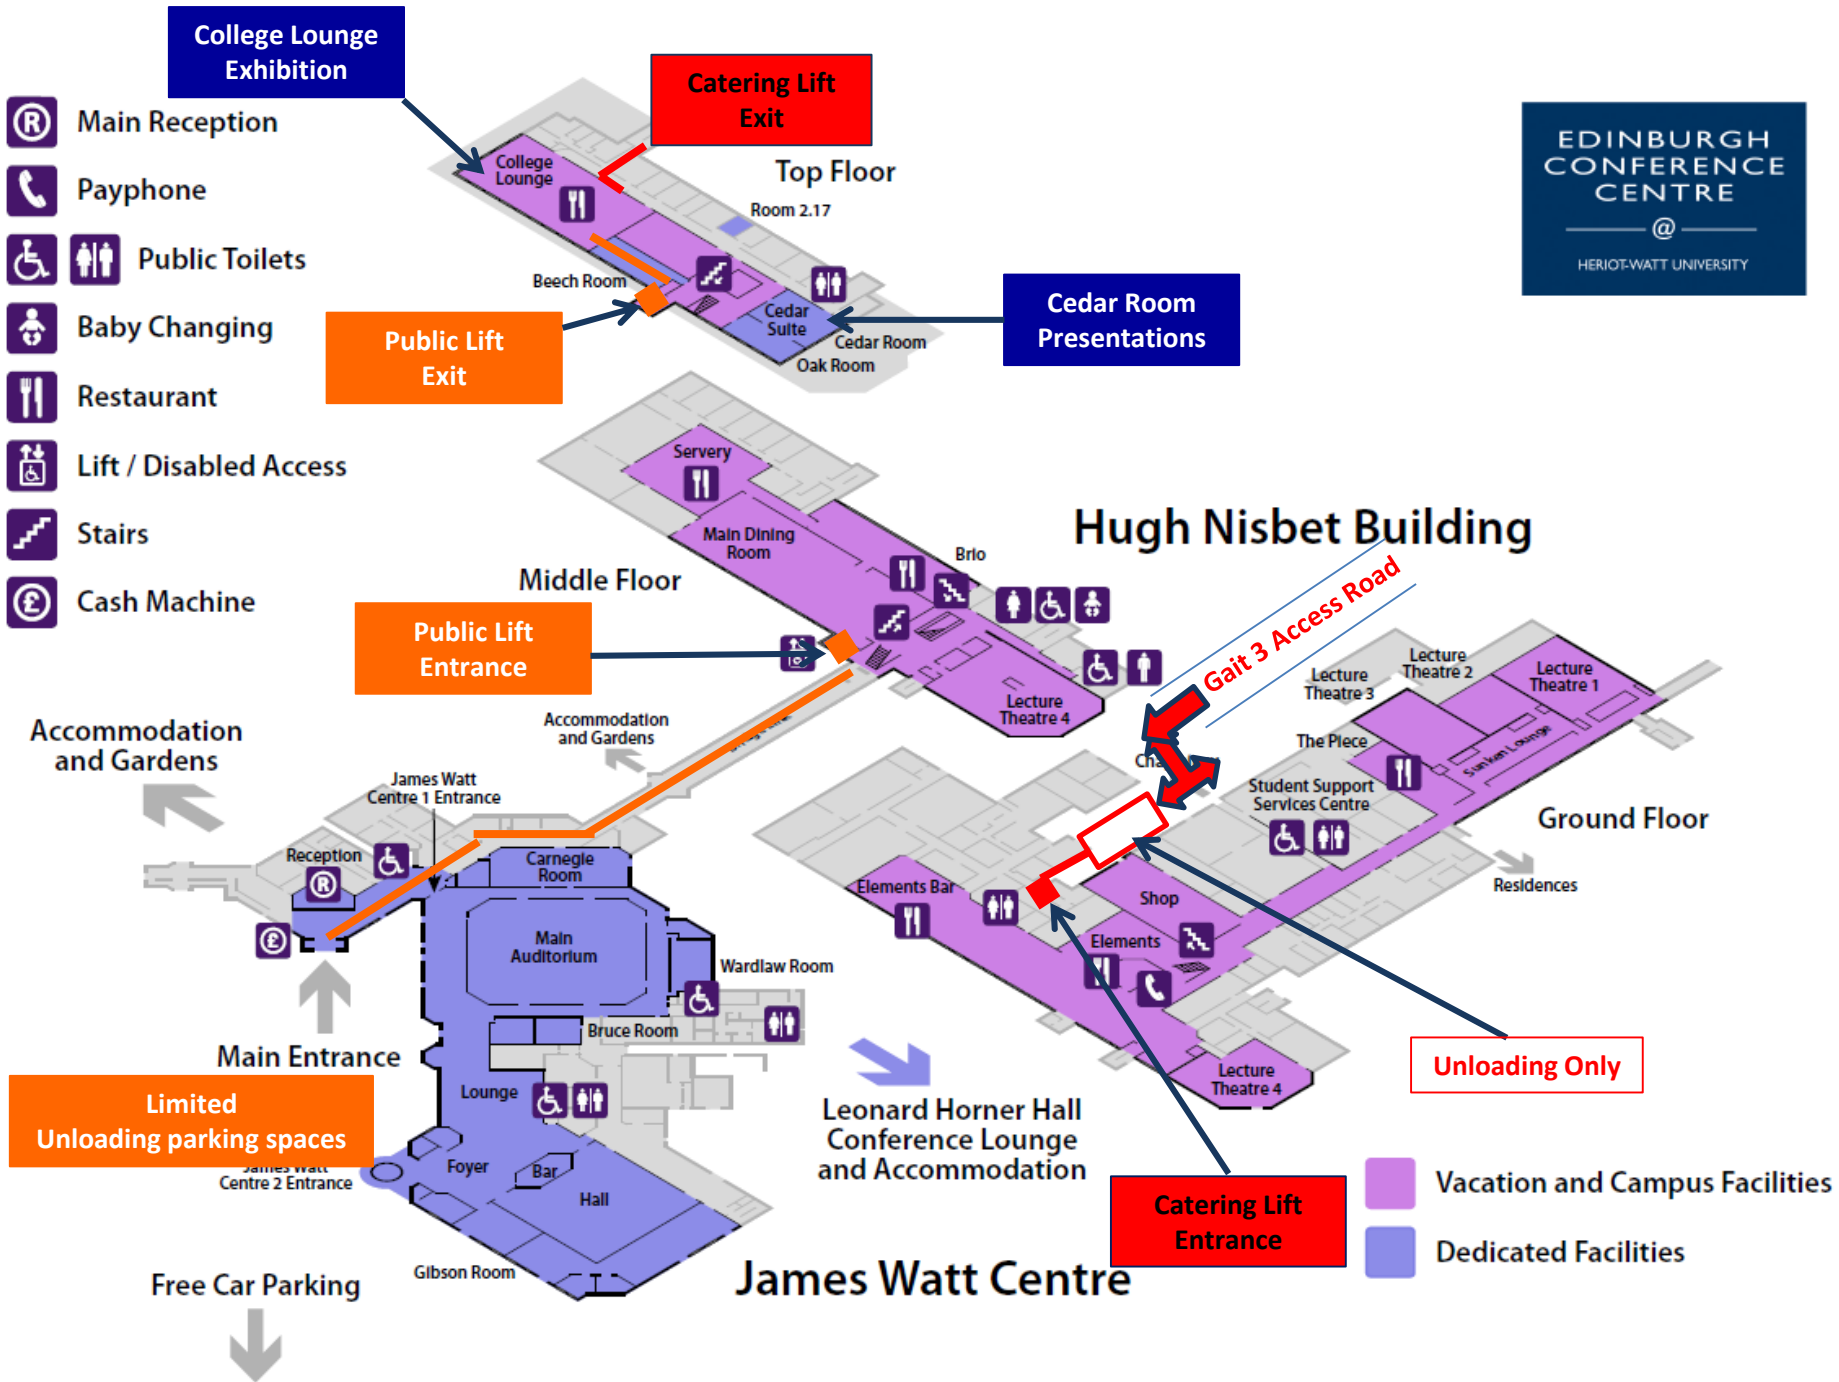 College Lounge
Exhibition
Catering Lift
Exit
EDINBURGH
CONFERENCE
CENTRE
@
HERIOT-WATT UNIVERSITY
R
Main Reception
Payphone
Public Toilets
Baby Changing
Restaurant
Lift / Disabled Access
Stairs
£
Cash Machine
College
Lounge
Top Floor
Room 2.17
Beech Room
Cedar
Suite
Cedar Room
Oak Room
Public Lift
Exit
Cedar Room
Presentations
Servery
Main Dining
Room
Brio
Middle Floor
Hugh Nisbet Building
Public Lift
Entrance
Lecture
Theatre 4
Gait 3 Access Road
Lecture
Theatre 3
Lecture
Theatre 2
Lecture
Theatre 1
The Piece
Sunken Lounge
Student Support
Services Centre
Ground Floor
Residences
Accommodation
and Gardens
Accommodation
and Gardens
James Watt
Centre 1 Entrance
Reception
R
£
Carnegie
Room
Main
Auditorium
Wardlaw Room
Bruce Room
Main Entrance
Lounge
Limited
Unloading parking spaces
James Watt
Centre 2 Entrance
Foyer
Bar
Hall
Gibson Room
Free Car Parking
James Watt Centre
Elements Bar
Shop
Elements
Lecture
Theatre 4
Unloading Only
Leonard Horner Hall
Conference Lounge
and Accommodation
Catering Lift
Entrance
Vacation and Campus Facilities
Dedicated Facilities